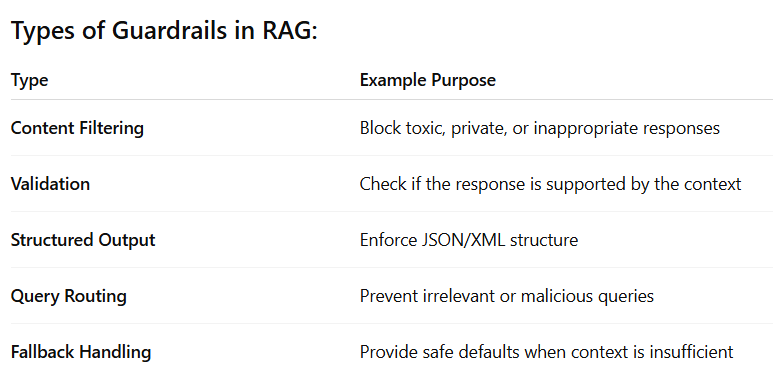 Types of Guardrails in RAG:
Type Example Purpose
Content Filtering Block toxic, private, or inappropriate responses
Validation Check if the response is supported by the context
Structured Output Enforce JSON/XML structure
Query Routing Prevent irrelevant or malicious queries
Fallback Handling Provide safe defaults when context is insufficient